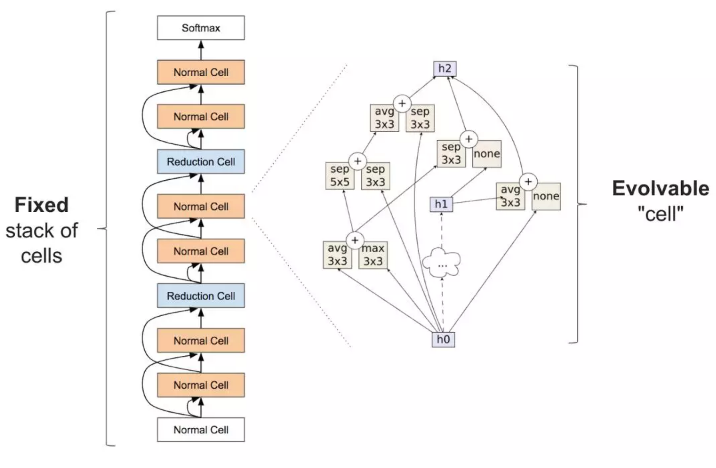 Fixed
stack of
cells
Softmax
Normal Cell
Normal Cell
Reduction Cell
Normal Cell
Normal Cell
Reduction Cell
Normal Cell
Normal Cell
Normal Cell
h2
+
avg
3x3
sep
3x3
+
sep
3x3
none
+
sep
5x5
sep
3x3
+
avg
3x3
none
h1
+
avg
3x3
max
3x3
...
h0
Evolvable
"cell"